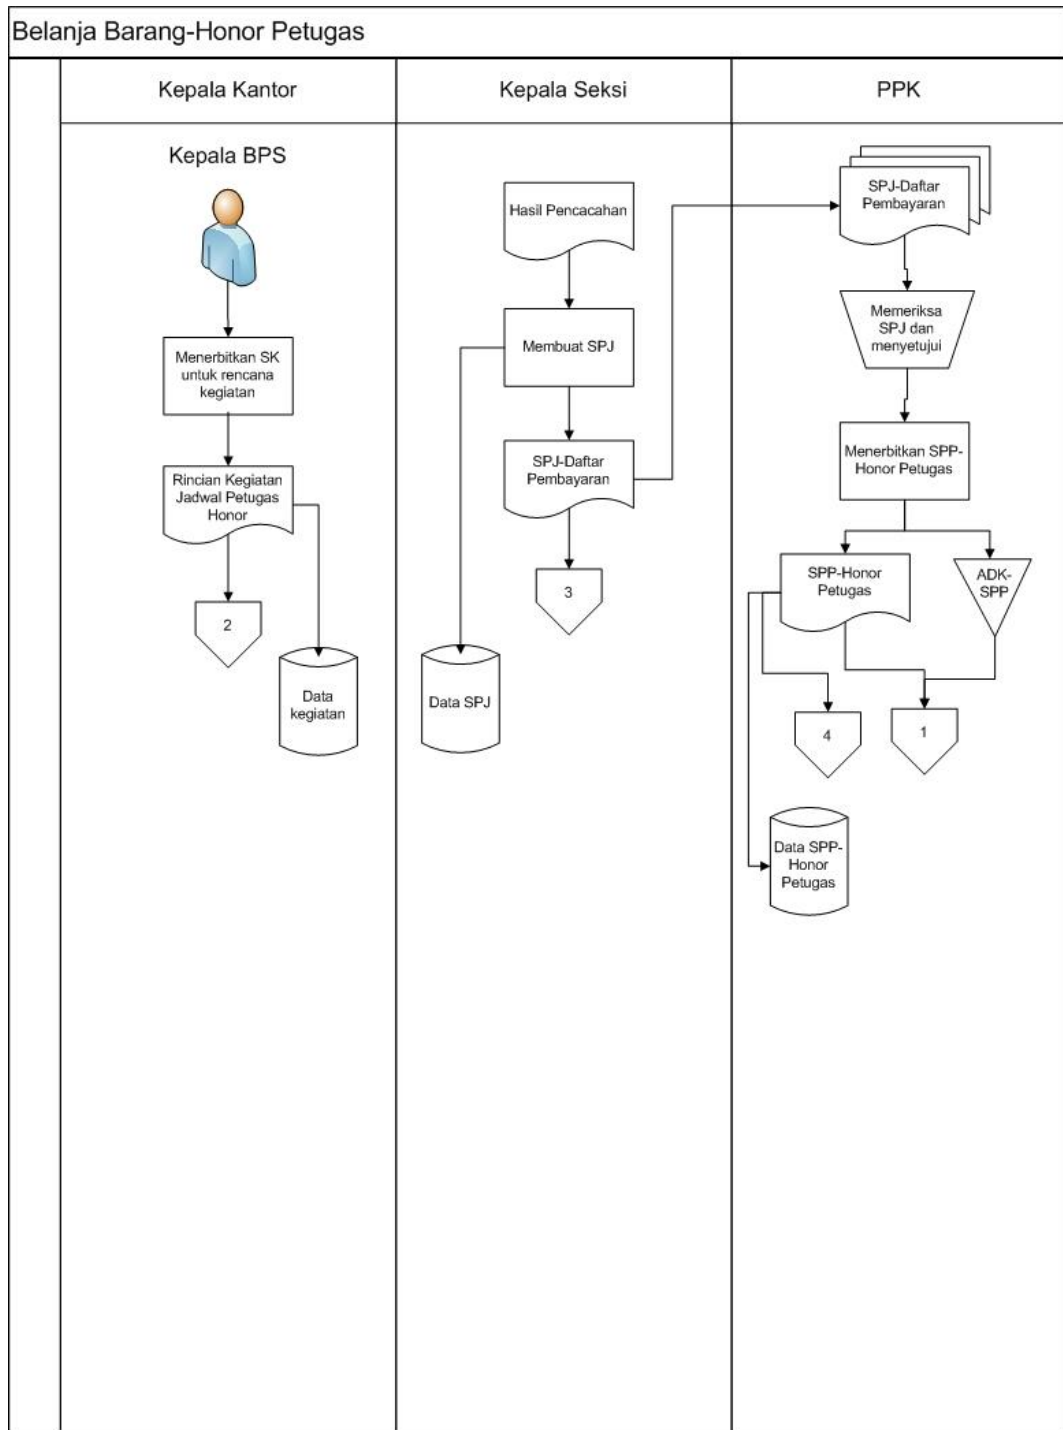 Belanja Barang-Honor Petugas
Kepala Kantor
Kepala Seksi
PPK
Kepala BPS
Menerbitkan SK
untuk rencana
kegiatan
Rincian Kegiatan
Jadwal Petugas
Honor
2
Data
kegiatan
Hasil Pencacahan
Membuat SPJ
SPJ-Daftar
Pembayaran
3
Data SPJ
SPJ-Daftar
Pembayaran
Memeriksa
SPJ dan
menyetujui
Menerbitkan SPP-
Honor Petugas
SPP-Honor
Petugas
ADK-
SPP
4
1
Data SPP-
Honor
Petugas